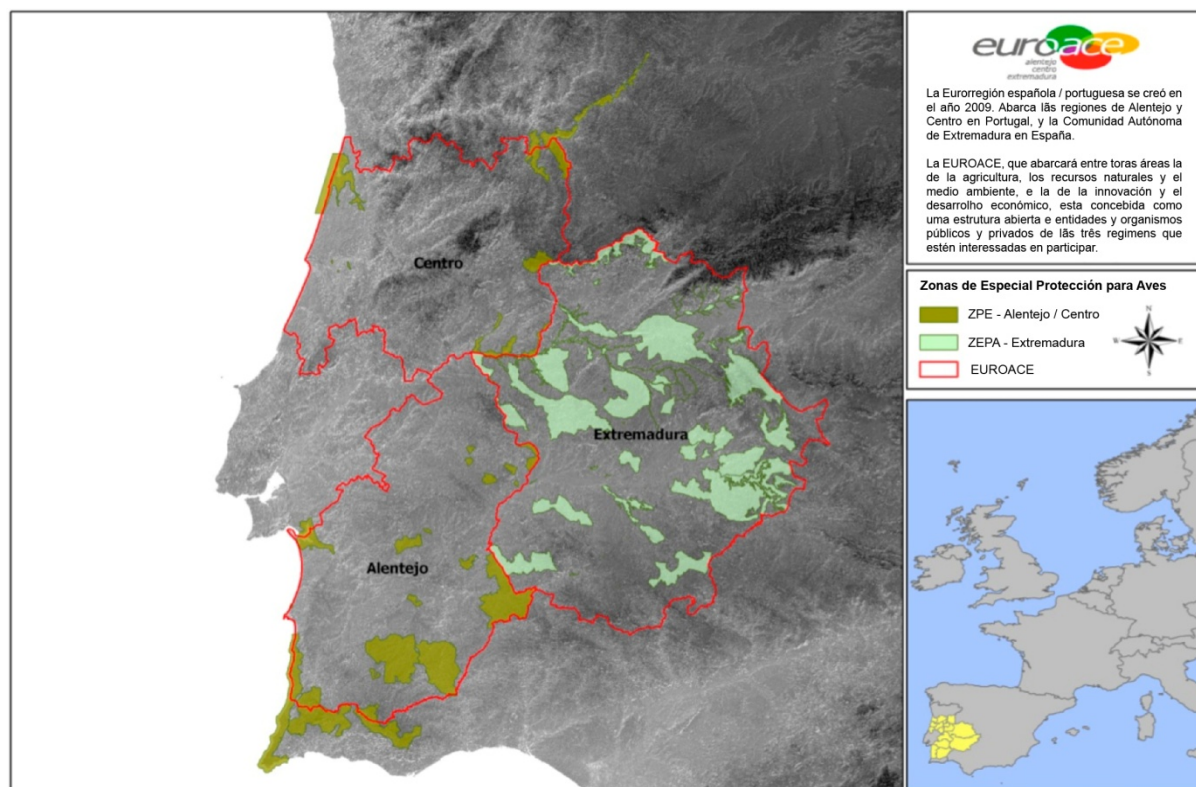 euroace
alentejo
centro
extremadura
La Eurorregión española / portuguesa se creó en
el año 2009. Abarca lãs regiones de Alentejo y
Centro en Portugal, y la Comunidad Autónoma
de Extremadura en España.
La EUROACE, que abarcará entre toras áreas la
de la agricultura, los recursos naturales y el
medio ambiente, e la de la innovación y el
desarrolho económico, esta concebida como
uma estrutura abierta e entidades y organismos
públicos y privados de lãs três regimens que
estén interessadas en participar.
Zonas de Especial Protección para Aves
ZPE - Alentejo / Centro
ZEPA - Extremadura
EUROACE
N
W
E
S
Centro
Extremadura
Alentejo